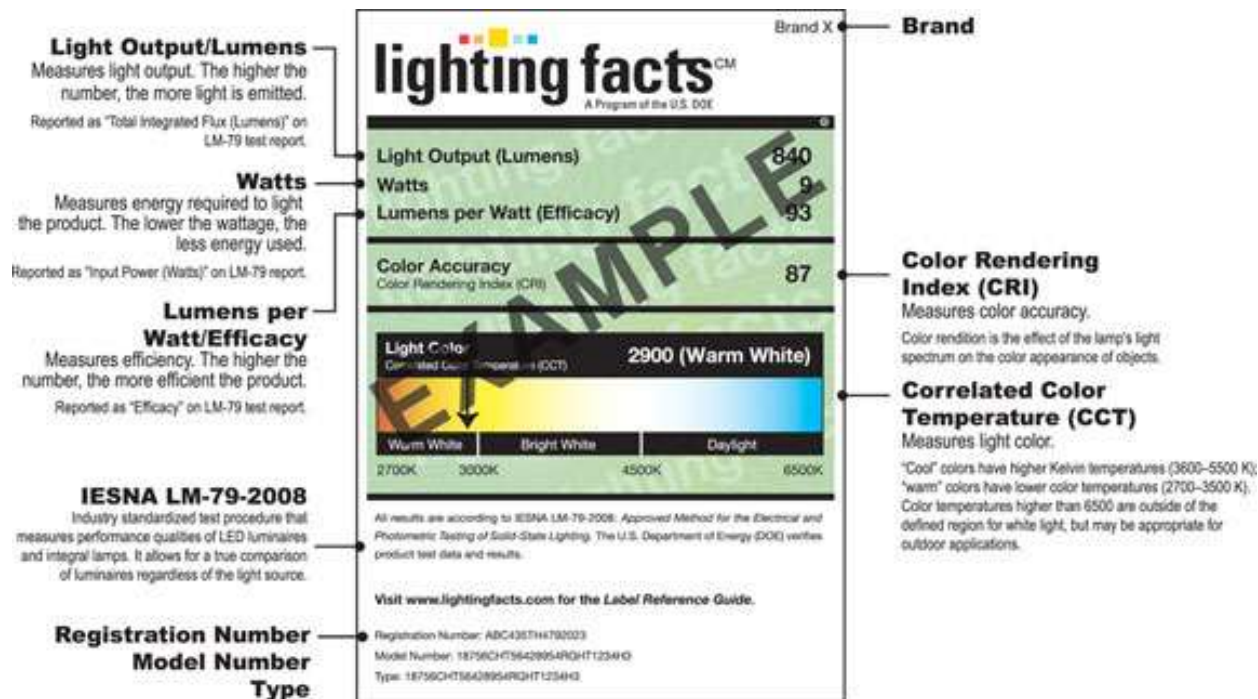 Light Output/Lumens
Measures light output. The higher the
number, the more light is emitted.
Reported as "Total Integrated Flux (Lumens)" on
LM-79 test report.
Watts
Measures energy required to light
the product. The lower the wattage, the
less energy used.
Reported as "Input Power (Watts)" on LM-79 report.
Lumens per
Watt/Efficacy
Measures efficiency. The higher the
number, the more efficient the product.
Reported as "Efficacy" on LM-79 test report.
IESNA LM-79-2008
Industry standardized test procedure that
measures performance qualities of LED luminaires
and integral lamps. It allows for a true comparison
of luminaires regardless of the light source.
Registration Number
Model Number
Type
Brand X
lighting facts CM
A Program of the U.S. DOE
Light Output (Lumens) 840
Watts 9
Lumens per Watt (Efficacy) 93
Color Accuracy
Color Rendering Index (CRI) 87
Light Color
Correlated Color Temperature (CCT)
2900 (Warm White)
Warm White Bright White Daylight
2700K 3000K 4500K 6500K
EXAMPLE
All results are according to IESNA LM-79-2008: Approved Method for the Electrical and
Photometric Testing of Solid-State Lighting. The U.S. Department of Energy (DOE) verifies
product test data and results.
Visit www.lightingfacts.com for the Label Reference Guide.
Registration Number: ABC4357H4792023
Model Number: 18756CHT56428954RGHT1234H3
Type: 18756CHT56428954RGHT1234H3
Brand
Color Rendering
Index (CRI)
Measures color accuracy.
Color rendition is the effect of the lamp's light
spectrum on the color appearance of objects.
Correlated Color
Temperature (CCT)
Measures light color.
"Cool" colors have higher Kelvin temperatures (3600–5500 K);
"warm" colors have lower color temperatures (2700–3500 K).
Color temperatures higher than 6500 are outside of the
defined region for white light, but may be appropriate for
outdoor applications.